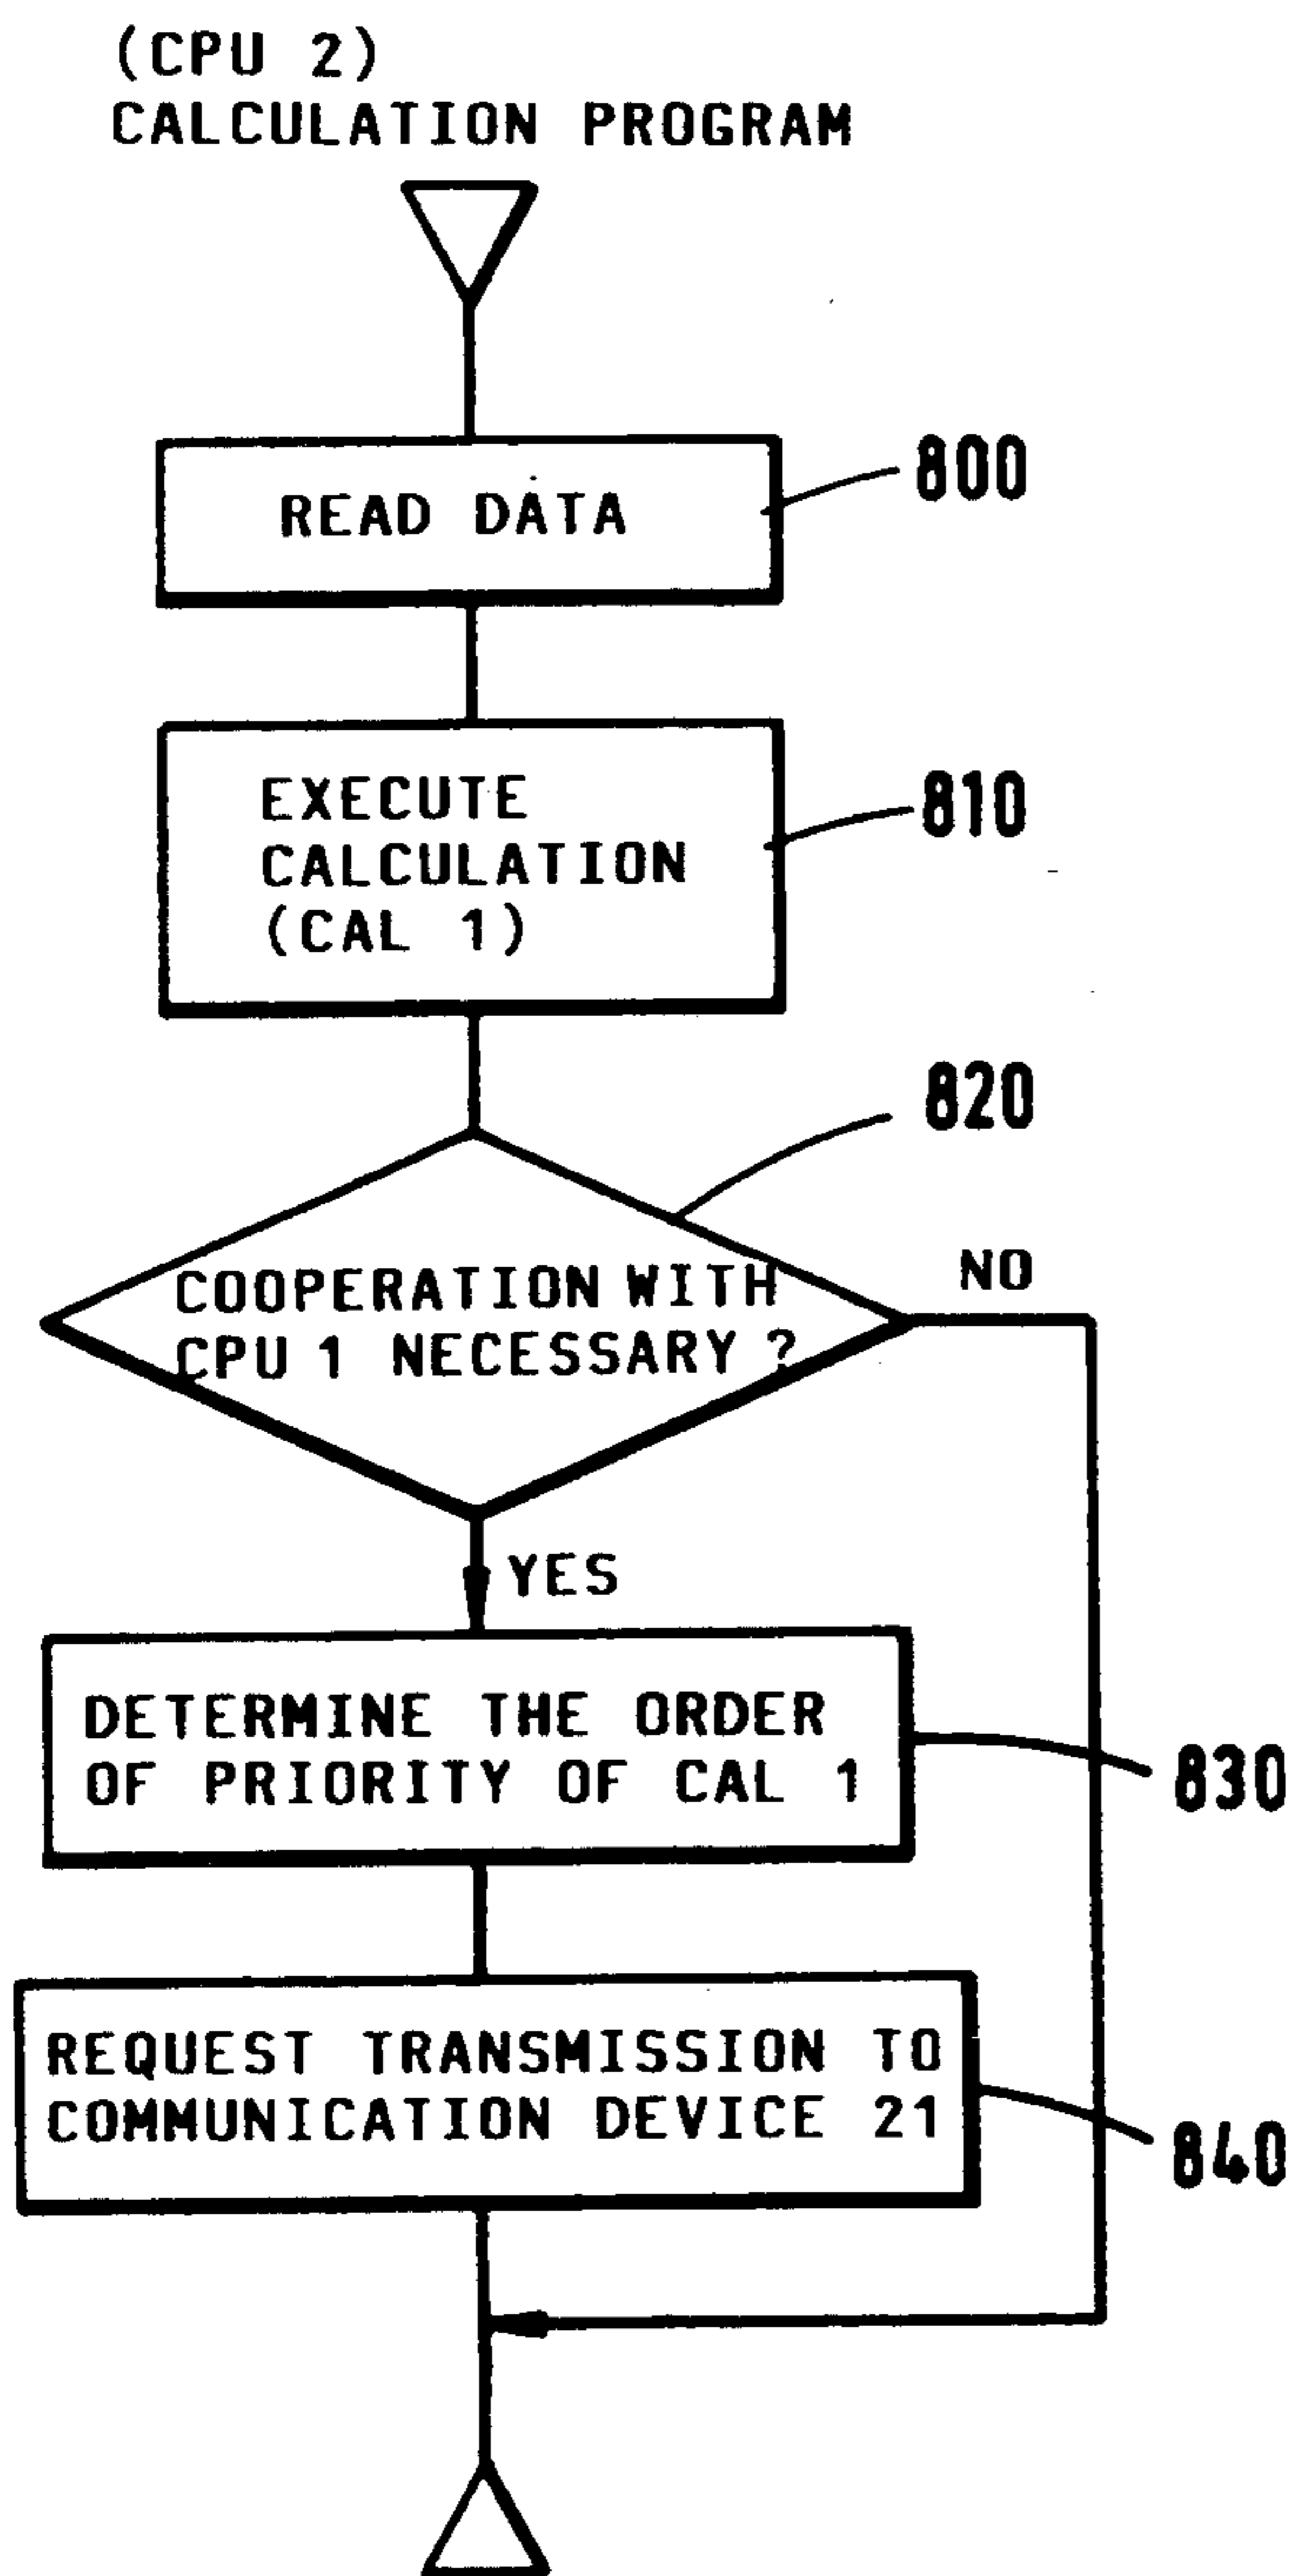 (CPU 2)
CALCULATION PROGRAM
READ DATA
800
EXECUTE
CALCULATION
(CAL 1)
810
820
COOPERATION WITH
CPU 1 NECESSARY ?
NO
YES
DETERMINE THE ORDER
OF PRIORITY OF CAL 1
830
REQUEST TRANSMISSION TO
COMMUNICATION DEVICE 21
840